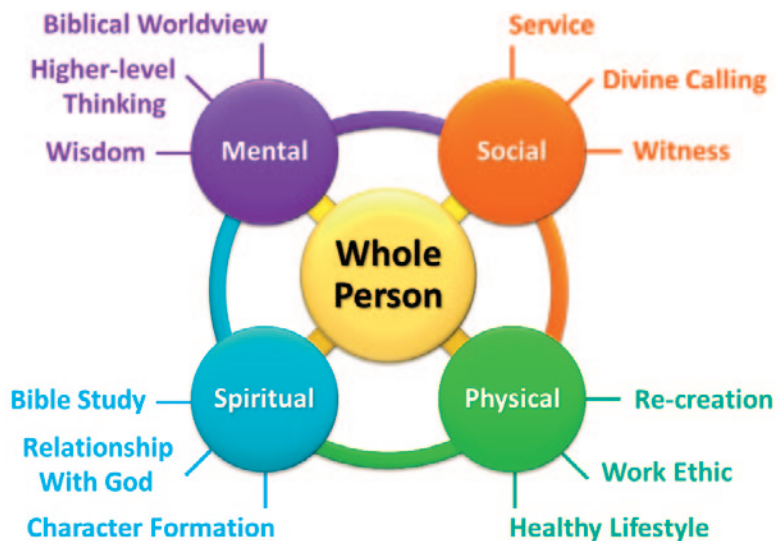 Biblical Worldview
Higher-level
Thinking
Wisdom
Mental
Service
Divine Calling
Witness
Social
Whole
Person
Spiritual
Bible Study
Relationship
With God
Character Formation
Physical
Re-creation
Work Ethic
Healthy Lifestyle